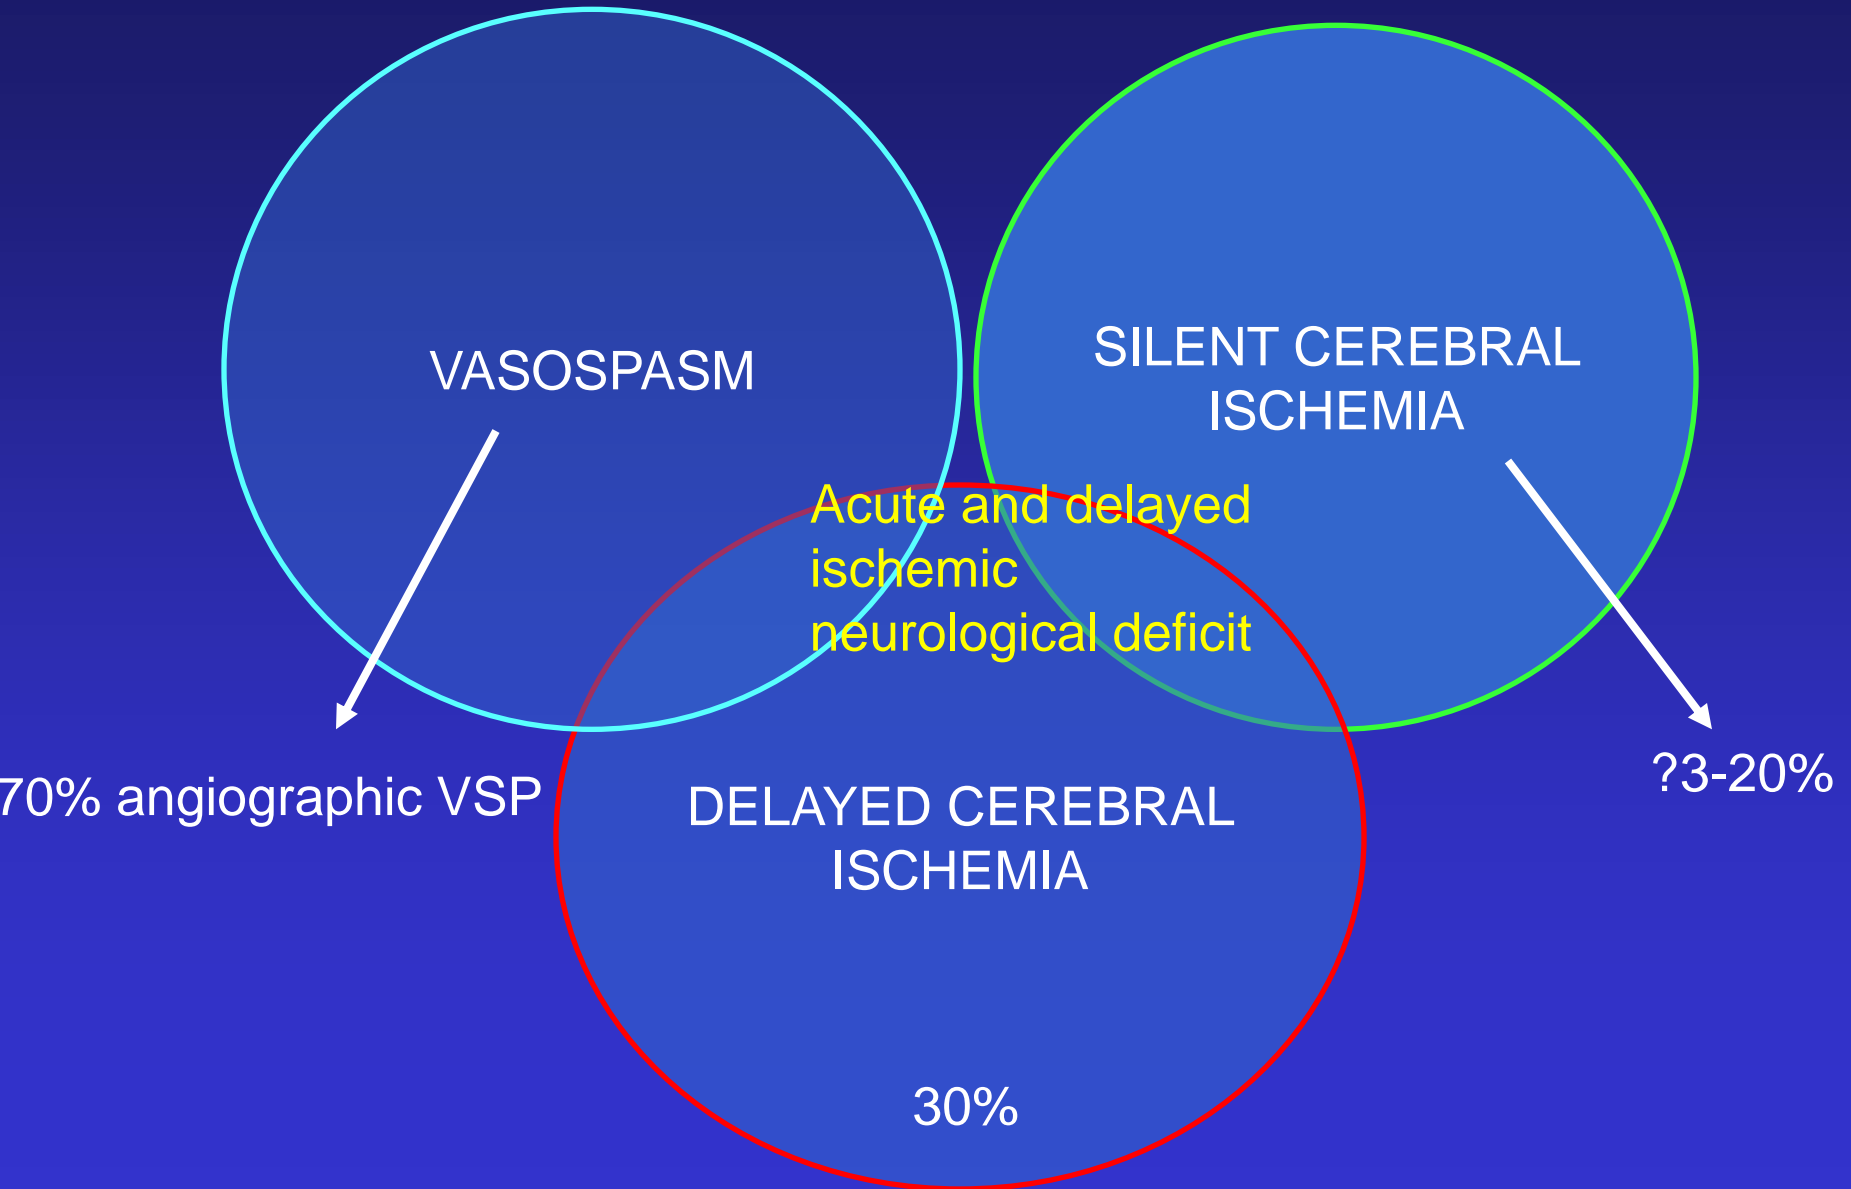 VASOSPASM
SILENT CEREBRAL
ISCHEMIA
Acute and delayed
ischemic
neurological deficit
70% angiographic VSP
?3-20%
DELAYED CEREBRAL
ISCHEMIA
30%